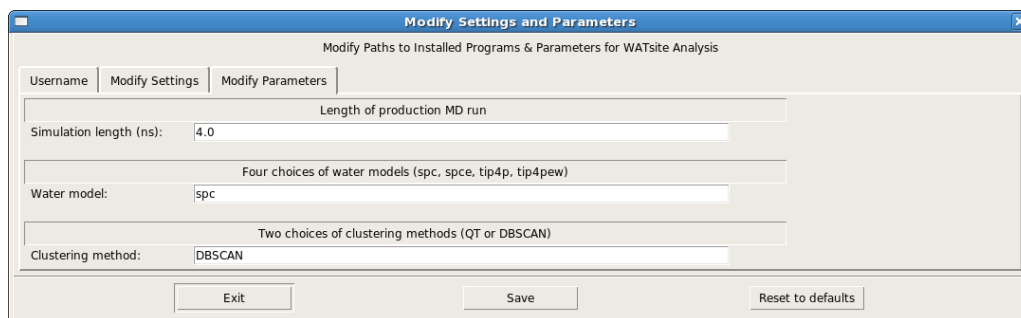 Modify Settings and Parameters
Modify Paths to Installed Programs & Parameters for WATsite Analysis
Username Modify Settings Modify Parameters
Length of production MD run
Simulation length (ns): 4.0
Four choices of water models (spc, spce, tip4p, tip4pew)
Water model: spc
Two choices of clustering methods (QT or DBSCAN)
Clustering method: DBSCAN
Exit Save Reset to defaults